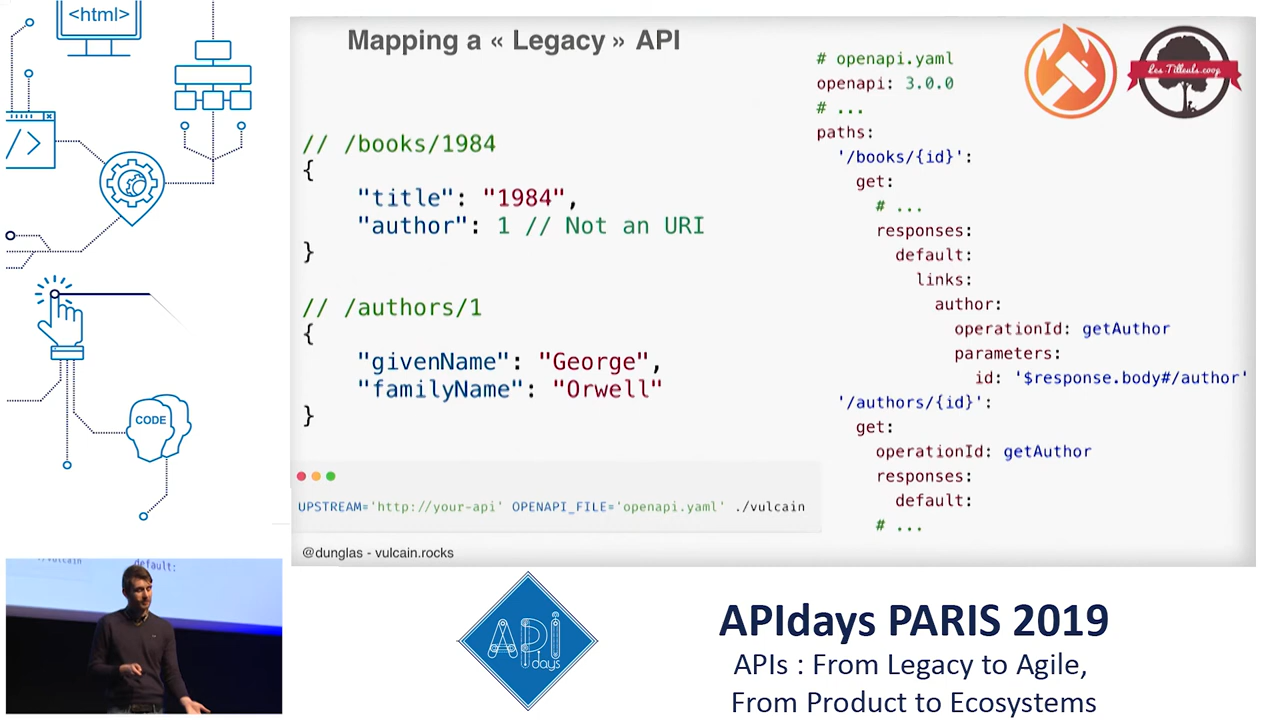 <html>
</>
CODE
Mapping a « Legacy » API
// /books/1984
{
"title": "1984",
"author": 1 // Not an URI
}
// /authors/1
{
"givenName": "George",
"familyName": "Orwell"
}
UPSTREAM='http://your-api' OPENAPI_FILE='openapi.yaml' ./vulcain
@dunglas - vulcain.rocks
# openapi.yaml
openapi: 3.0.0
# ...
paths:
'/books/{id}':
get:
# ...
responses:
default:
links:
author:
operationId: getAuthor
parameters:
id: '$response.body#/author'
'/authors/{id}':
get:
operationId: getAuthor
responses:
default:
# ...
Les-Tilleuls.coop
default:
API
days
APIdays PARIS 2019
APIs : From Legacy to Agile,
From Product to Ecosystems